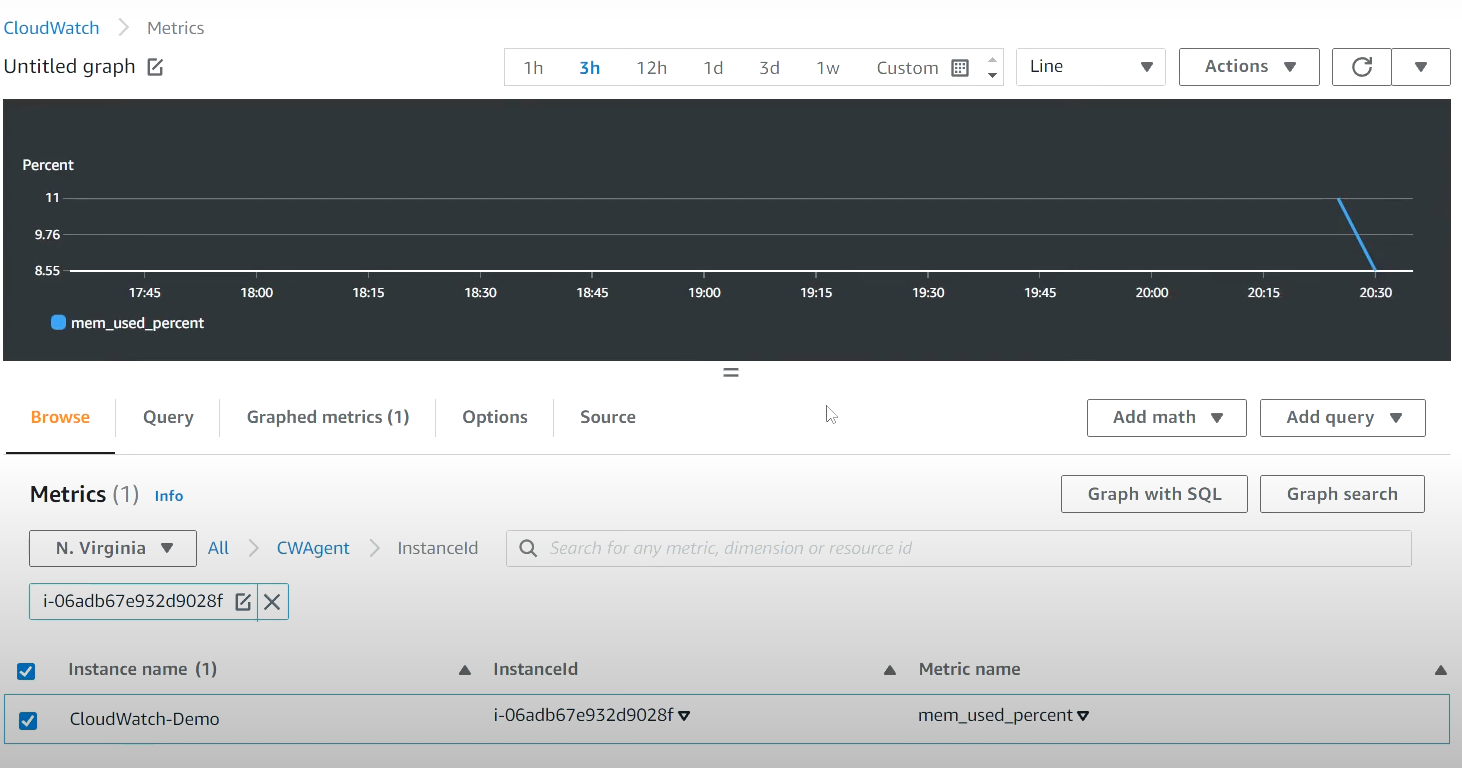 CloudWatch Metrics
Untitled graph
1h 3h 12h 1d 3d 1w Custom Line Actions
Percent
11
9.76
8.55
17:45 18:00 18:15 18:30 18:45 19:00 19:15 19:30 19:45 20:00 20:15 20:30
mem_used_percent
Browse Query Graphed metrics (1) Options Source Add math Add query
Metrics (1) Info Graph with SQL Graph search
N. Virginia All CWAgent InstanceId Search for any metric, dimension or resource id
i-06adb67e932d9028f
Instance name (1) InstanceId Metric name
CloudWatch-Demo i-06adb67e932d9028f mem_used_percent